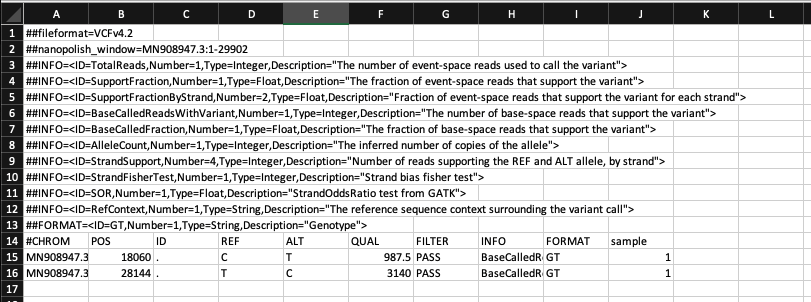 A B C D E F G H I J K L
1 ##fileformat=VCFv4.2
2 ##nanopolish_window=MN908947.3:1-29902
3 ##INFO=<ID=TotalReads,Number=1,Type=Integer,Description="The number of event-space reads used to call the variant">
4 ##INFO=<ID=SupportFraction,Number=1,Type=Float,Description="The fraction of event-space reads that support the variant">
5 ##INFO=<ID=SupportFractionByStrand,Number=2,Type=Float,Description="Fraction of event-space reads that support the variant for each strand">
6 ##INFO=<ID=BaseCalledReadsWithVariant,Number=1,Type=Integer,Description="The number of base-space reads that support the variant">
7 ##INFO=<ID=BaseCalledFraction,Number=1,Type=Float,Description="The fraction of base-space reads that support the variant">
8 ##INFO=<ID=AlleleCount,Number=1,Type=Integer,Description="The inferred number of copies of the allele">
9 ##INFO=<ID=StrandSupport,Number=4,Type=Integer,Description="Number of reads supporting the REF and ALT allele, by strand">
10 ##INFO=<ID=StrandFisherTest,Number=1,Type=Integer,Description="Strand bias fisher test">
11 ##INFO=<ID=SOR,Number=1,Type=Float,Description="StrandOddsRatio test from GATK">
12 ##INFO=<ID=RefContext,Number=1,Type=String,Description="The reference sequence context surrounding the variant call">
13 ##FORMAT=<ID=GT,Number=1,Type=String,Description="Genotype">
14 #CHROM POS ID REF ALT QUAL FILTER INFO FORMAT sample
15 MN908947.3 18060 . C T 987.5 PASS BaseCalledR GT 1
16 MN908947.3 28144 . T C 3140 PASS BaseCalledR GT 1
17